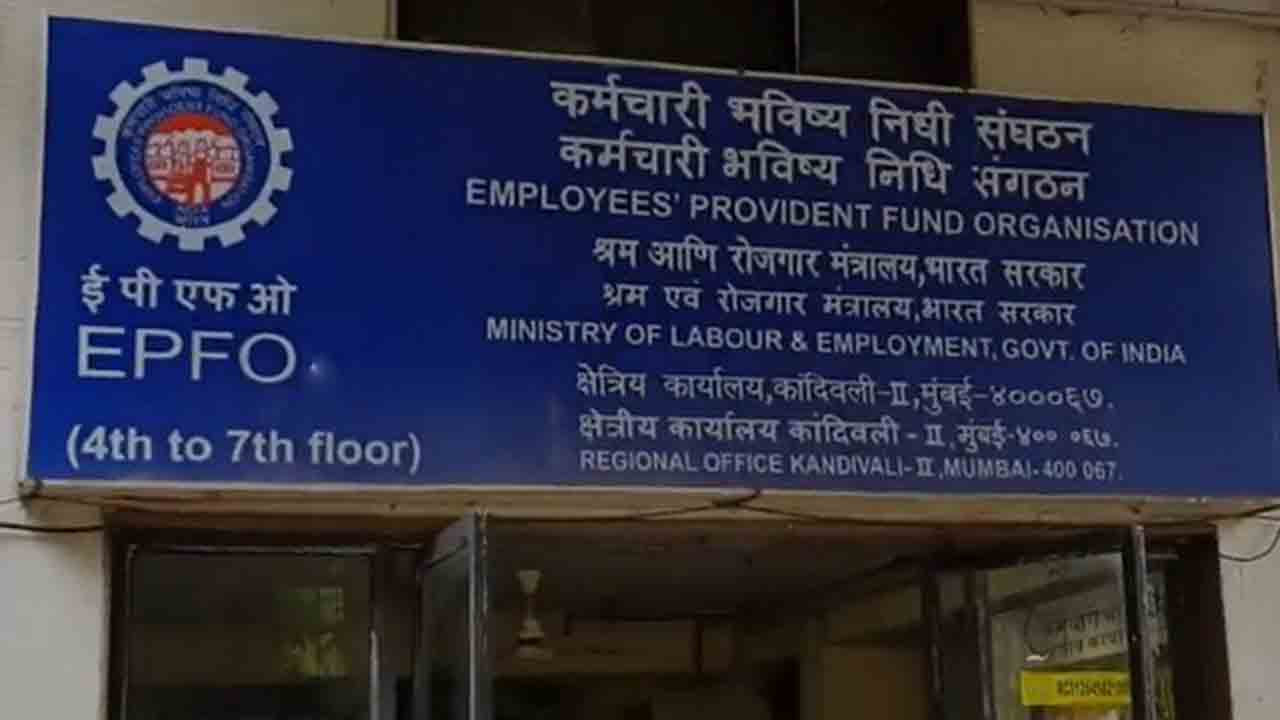 ई पी एफ ओ
EPFO
(4th to 7th floor)
कर्मचारी भविष्य निधी संघठन
कर्मचारी भविष्य निधि संगठन
EMPLOYEES' PROVIDENT FUND ORGANISATION
श्रम आणि रोजगार मंत्रालय,भारत सरकार
श्रम एवं रोजगार मंत्रालय,भारत सरकार
MINISTRY OF LABOUR & EMPLOYMENT, GOVT. OF INDIA
क्षेत्रिय कार्यालय,कांदिवली-II,मुंबई-४०००६७.
क्षेत्रीय कार्यालय कांदिवली - II,मुंबई-४०० ०६७.
REGIONAL OFFICE KANDIVALI-II,MUMBAI-400 067.